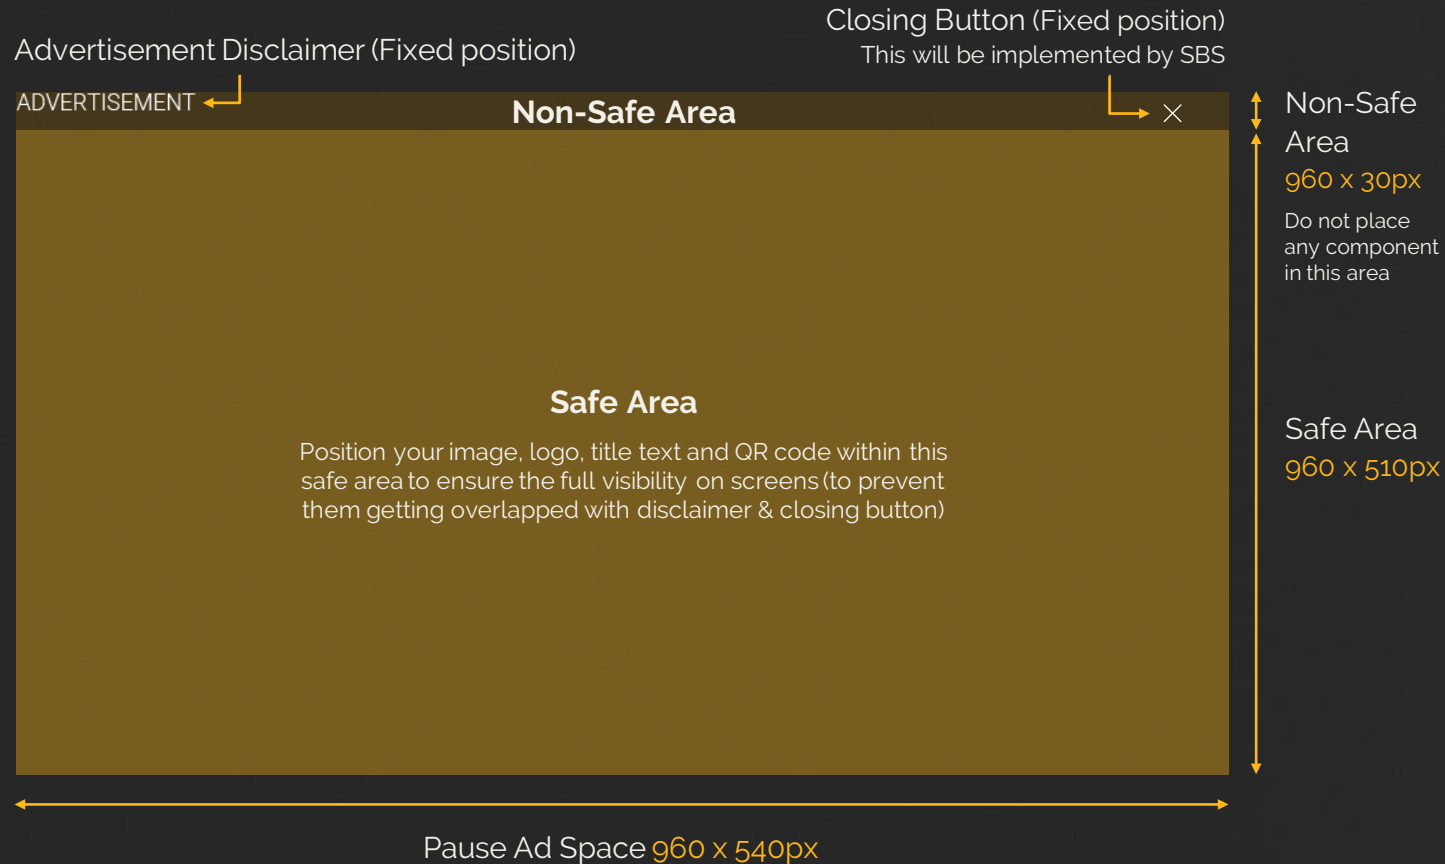 Closing Button (Fixed position)
This will be implemented by SBS
Advertisement Disclaimer (Fixed position)
ADVERTISEMENT
Non-Safe Area
Non-Safe
Area
960 x 30px
Do not place
any component
in this area
Safe Area
Position your image, logo, title text and QR code within this
safe area to ensure the full visibility on screens (to prevent
them getting overlapped with disclaimer & closing button)
Safe Area
960 x 510px
Pause Ad Space 960 x 540px